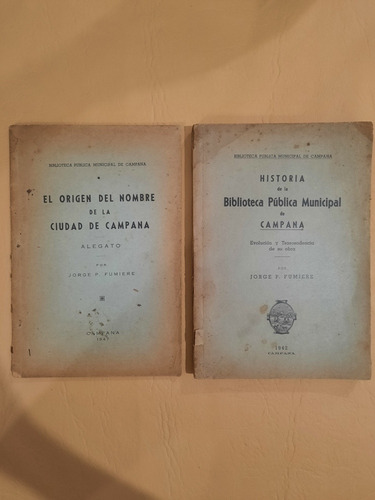 BIBLIOTECA PÚBLICA MUNICIPAL DE CAMPANA
EL ORIGEN DEL NOMBRE
DE LA
CIUDAD DE CAMPANA
ALEGATO
POR
JORGE P. FUMIERE
CAMPANA
BIBLIOTECA PÚBLICA MUNICIPAL DE CAMPANA
HISTORIA
de la
Biblioteca Pública Municipal
de
CAMPANA
Evolución y Trascendencia
de su obra
POR
JORGE P. FUMIERE
CAMPANA